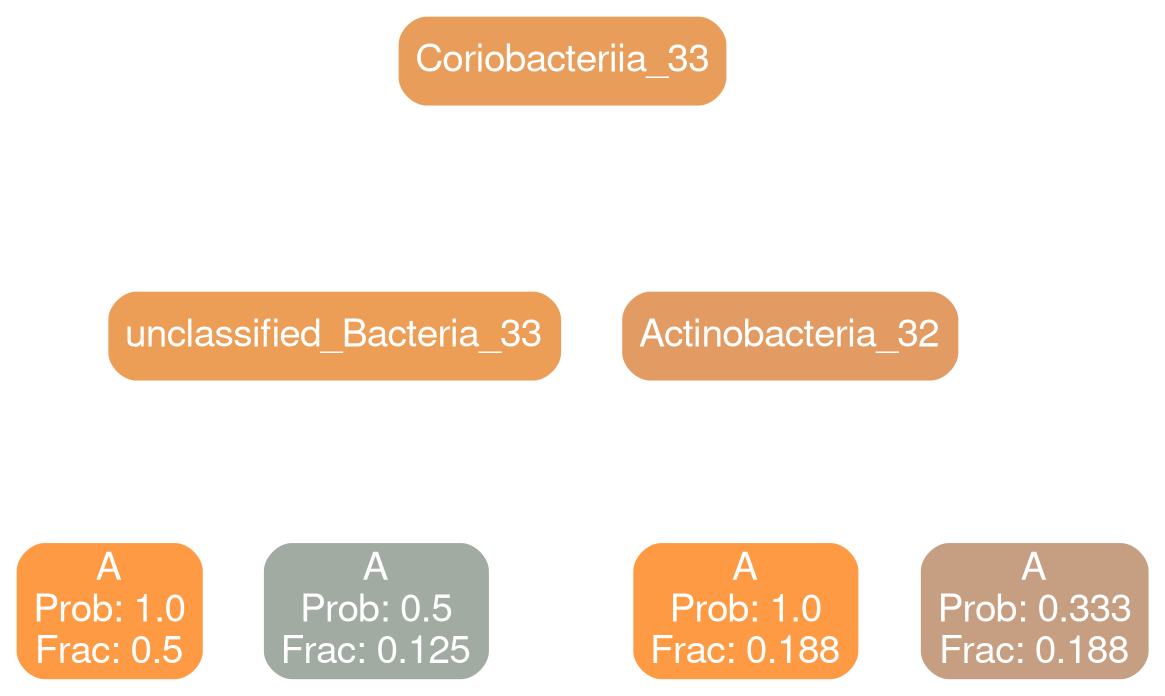 Coriobacteriia_33
unclassified_Bacteria_33
Actinobacteria_32
A
Prob: 1.0
Frac: 0.5
A
Prob: 0.5
Frac: 0.125
A
Prob: 1.0
Frac: 0.188
A
Prob: 0.333
Frac: 0.188